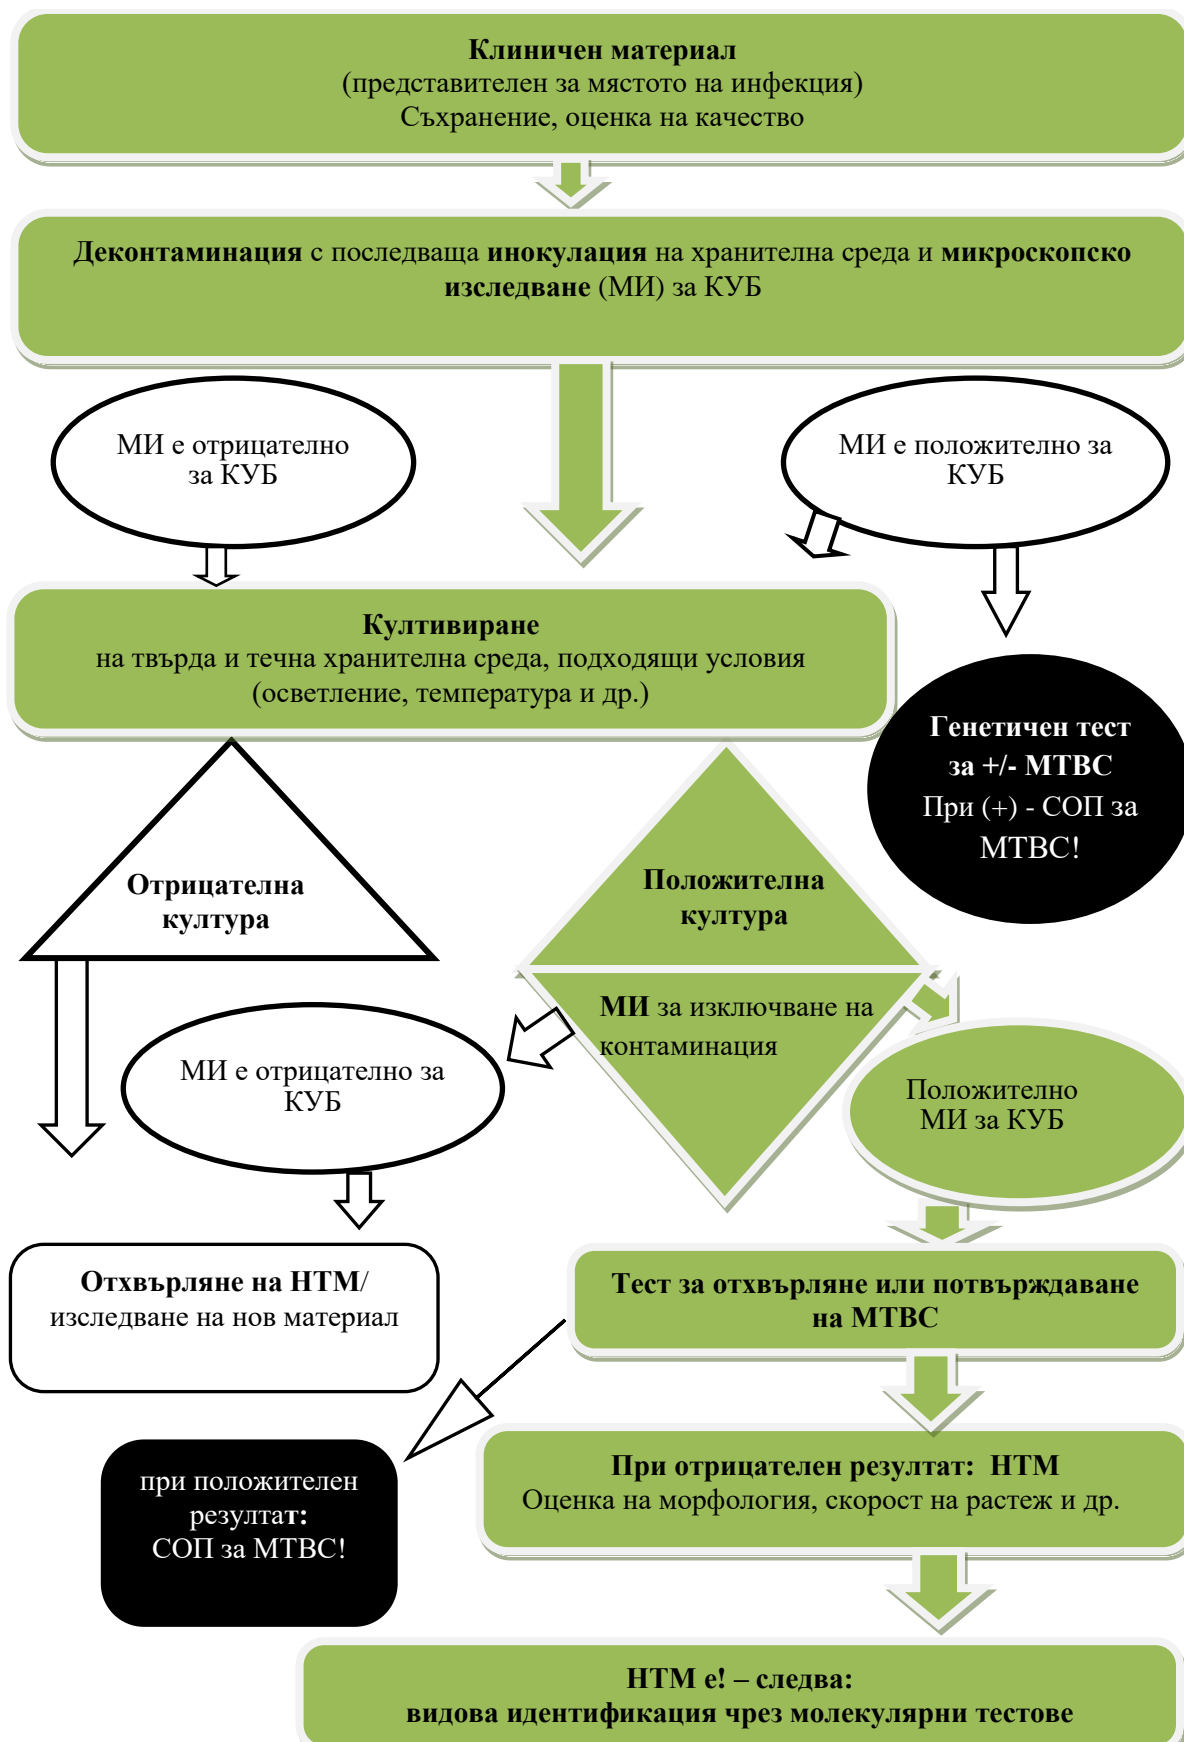 Клиничен материал
(представителен за мястото на инфекция)
Съхранение, оценка на качество
Деконтаминация с последваща инокулация на хранителна среда и микроскопско
изследване (МИ) за КУБ
МИ е отрицателно
за КУБ
МИ е положително за
КУБ
Култивиране
на твърда и течна хранителна среда, подходящи условия
(осветление, температура и др.)
Генетичен тест
за +/- МТВС
При (+) - СОП за
МТВС!
Отрицателна
култура
Положителна
култура
МИ за изключване на
контаминация
МИ е отрицателно за
КУБ
Положително
МИ за КУБ
Отхвърляне на НТМ/
изследване на нов материал
Тест за отхвърляне или потвърждаване
на МТВС
при положителен
резултат:
СОП за МТВС!
При отрицателен резултат: НТМ
Оценка на морфология, скорост на растеж и др.
НТМ е! – следва:
видова идентификация чрез молекулярни тестове